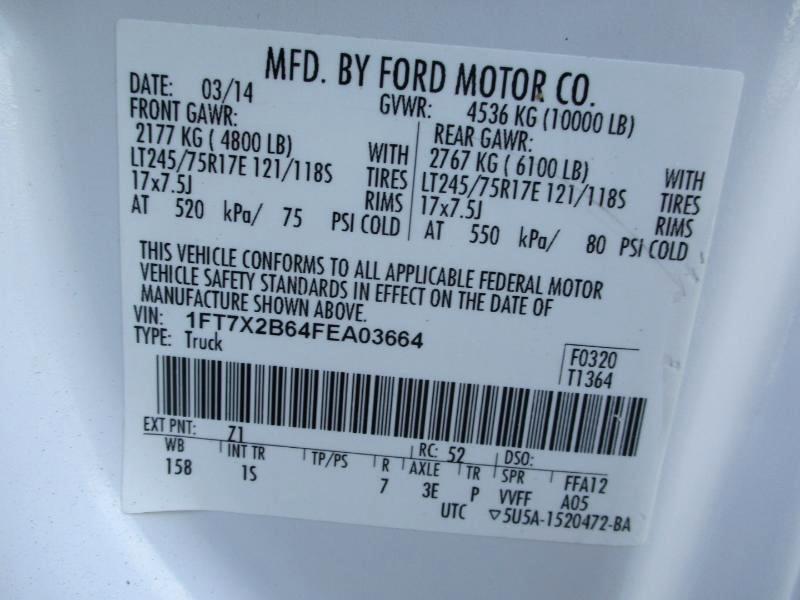 MFD. BY FORD MOTOR CO.
DATE: 03/14 GVWR: 4536 KG (10000 LB)
FRONT GAWR: REAR GAWR:
2177 KG ( 4800 LB) WITH 2767 KG ( 6100 LB) WITH
LT245/75R17E 121/118S TIRES LT245/75R17E 121/118S TIRES
17x7.5J RIMS 17x7.5J RIMS
AT 520 kPa/ 75 PSI COLD AT 550 kPa/ 80 PSI COLD
THIS VEHICLE CONFORMS TO ALL APPLICABLE FEDERAL MOTOR
VEHICLE SAFETY STANDARDS IN EFFECT ON THE DATE OF
MANUFACTURE SHOWN ABOVE.
VIN: 1FT7X2B64FEA03664
TYPE: Truck
F0320
T1364
EXT PNT: Z1 RC: 52 DSO:
WB INT TR TP/PS R AXLE TR SPR FFA12
158 1S 7 3E P VVFF A05
UTC ▽5U5A-1520472-BA